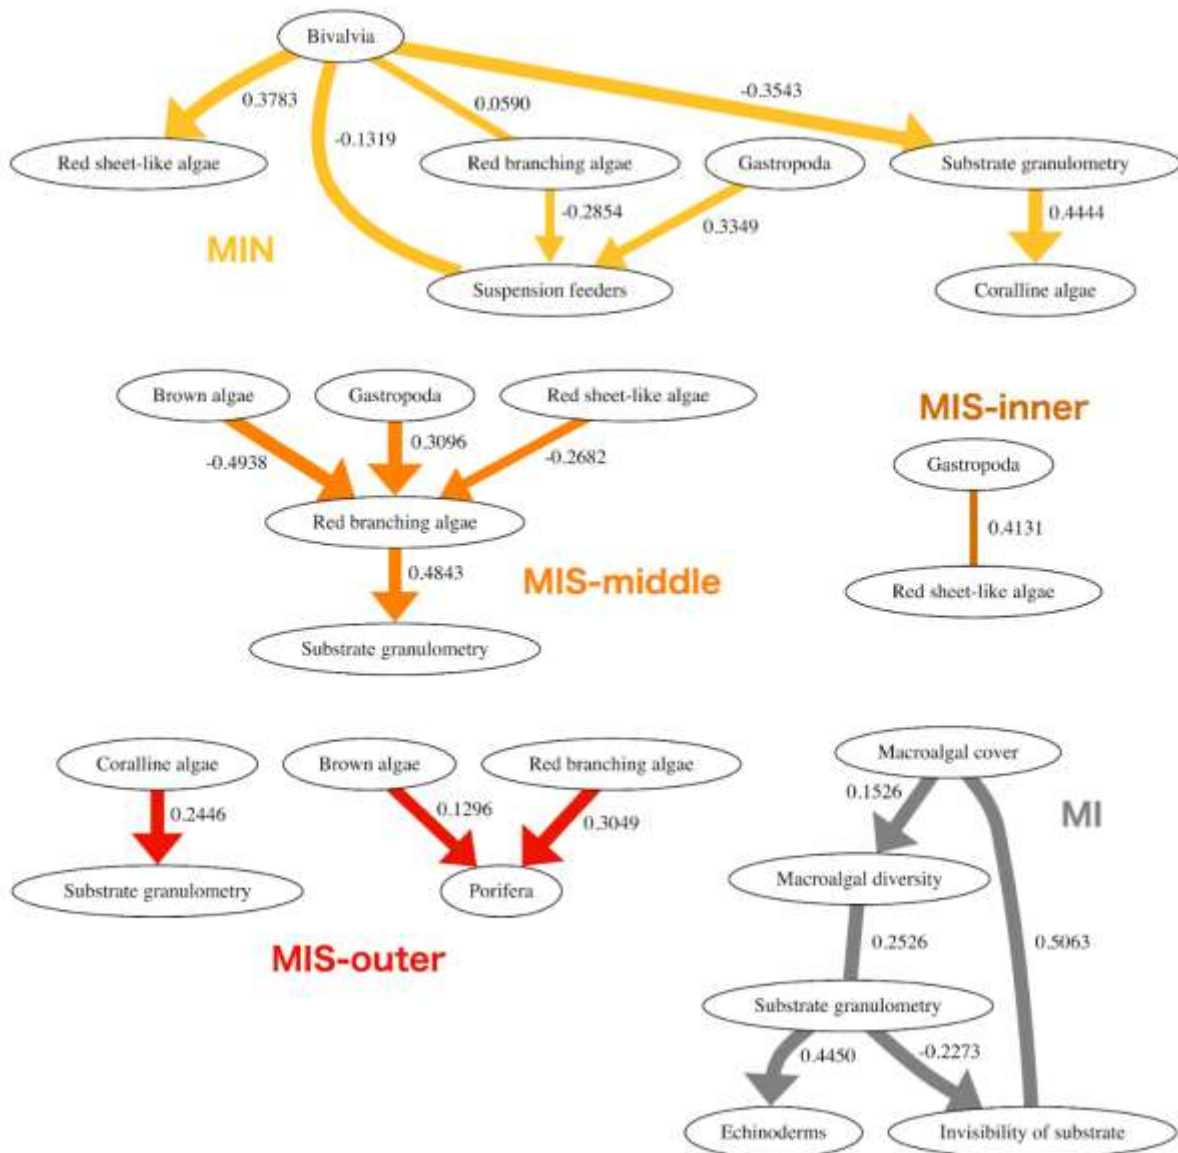 Bivalvia
0.3783
0.0590
-0.3543
-0.1319
Red sheet-like algae
Red branching algae
Gastropoda
Substrate granulometry
-0.2854
0.3349
0.4444
MIN
Suspension feeders
Coralline algae
Brown algae
Gastropoda
Red sheet-like algae
MIS-inner
-0.4938
0.3096
-0.2682
Gastropoda
Red branching algae
0.4131
0.4843
MIS-middle
Red sheet-like algae
Substrate granulometry
Coralline algae
Brown algae
Red branching algae
Macroalgal cover
0.2446
0.1296
0.3049
0.1526
MI
Substrate granulometry
Porifera
Macroalgal diversity
MIS-outer
0.2526
0.5063
Substrate granulometry
0.4450
-0.2273
Echinoderms
Invisibility of substrate